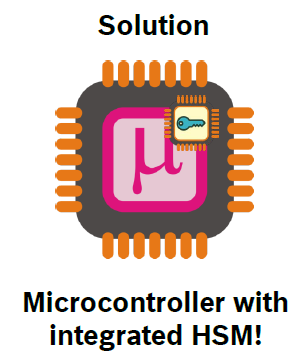 Solution
μ
Microcontroller with
integrated HSM!